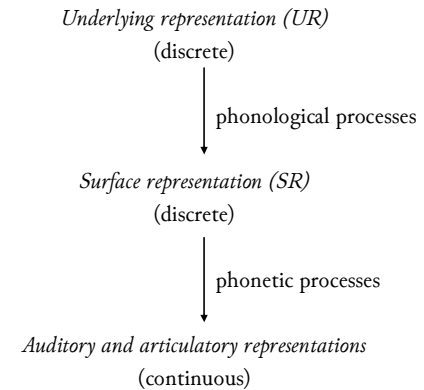 Underlying representation (UR)
(discrete)
phonological processes
Surface representation (SR)
(discrete)
phonetic processes
Auditory and articulatory representations
(continuous)